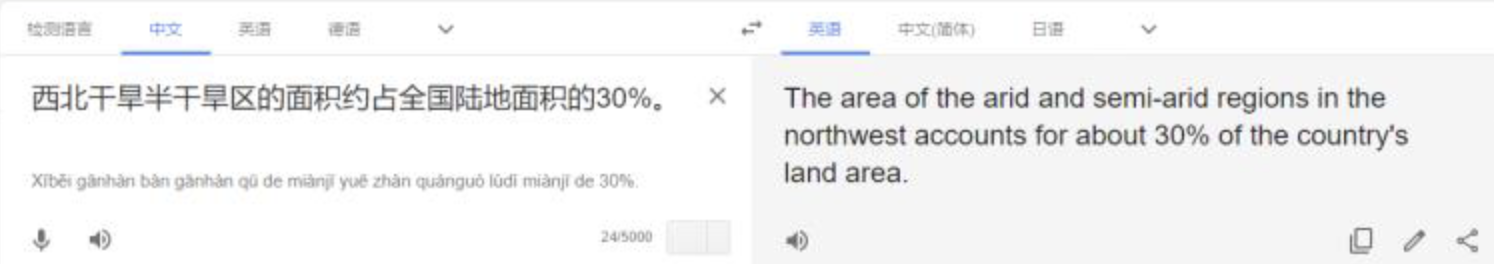 检测语言 中文 英语 德语 英语 中文(简体) 日语
西北干旱半干旱区的面积约占全国陆地面积的30%。
The area of the arid and semi-arid regions in the
northwest accounts for about 30% of the country's
land area.
Xīběi gānhàn bàn gānhàn qū de miànjī yuē zhàn quánguó lùdì miànjī de 30%.
24/5000